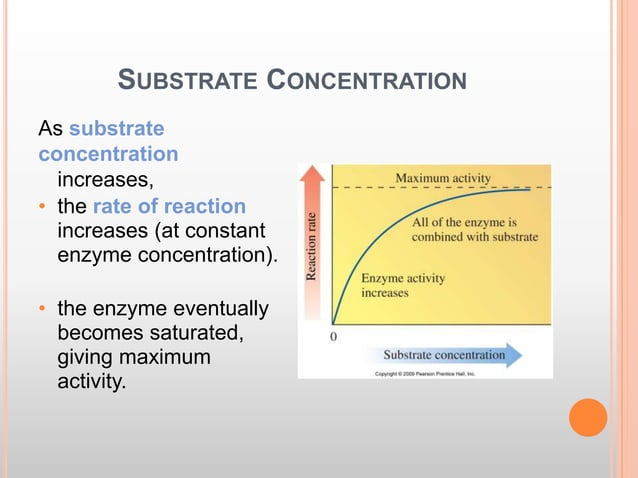 SUBSTRATE CONCENTRATION
As substrate
concentration
increases,
• the rate of reaction
increases (at constant
enzyme concentration).
• the enzyme eventually
becomes saturated,
giving maximum
activity.
Reaction rate
Maximum activity
All of the enzyme is
combined with substrate
Enzyme activity
increases
0
Substrate concentration
Copyright © 2009 Pearson Prentice Hall, Inc.